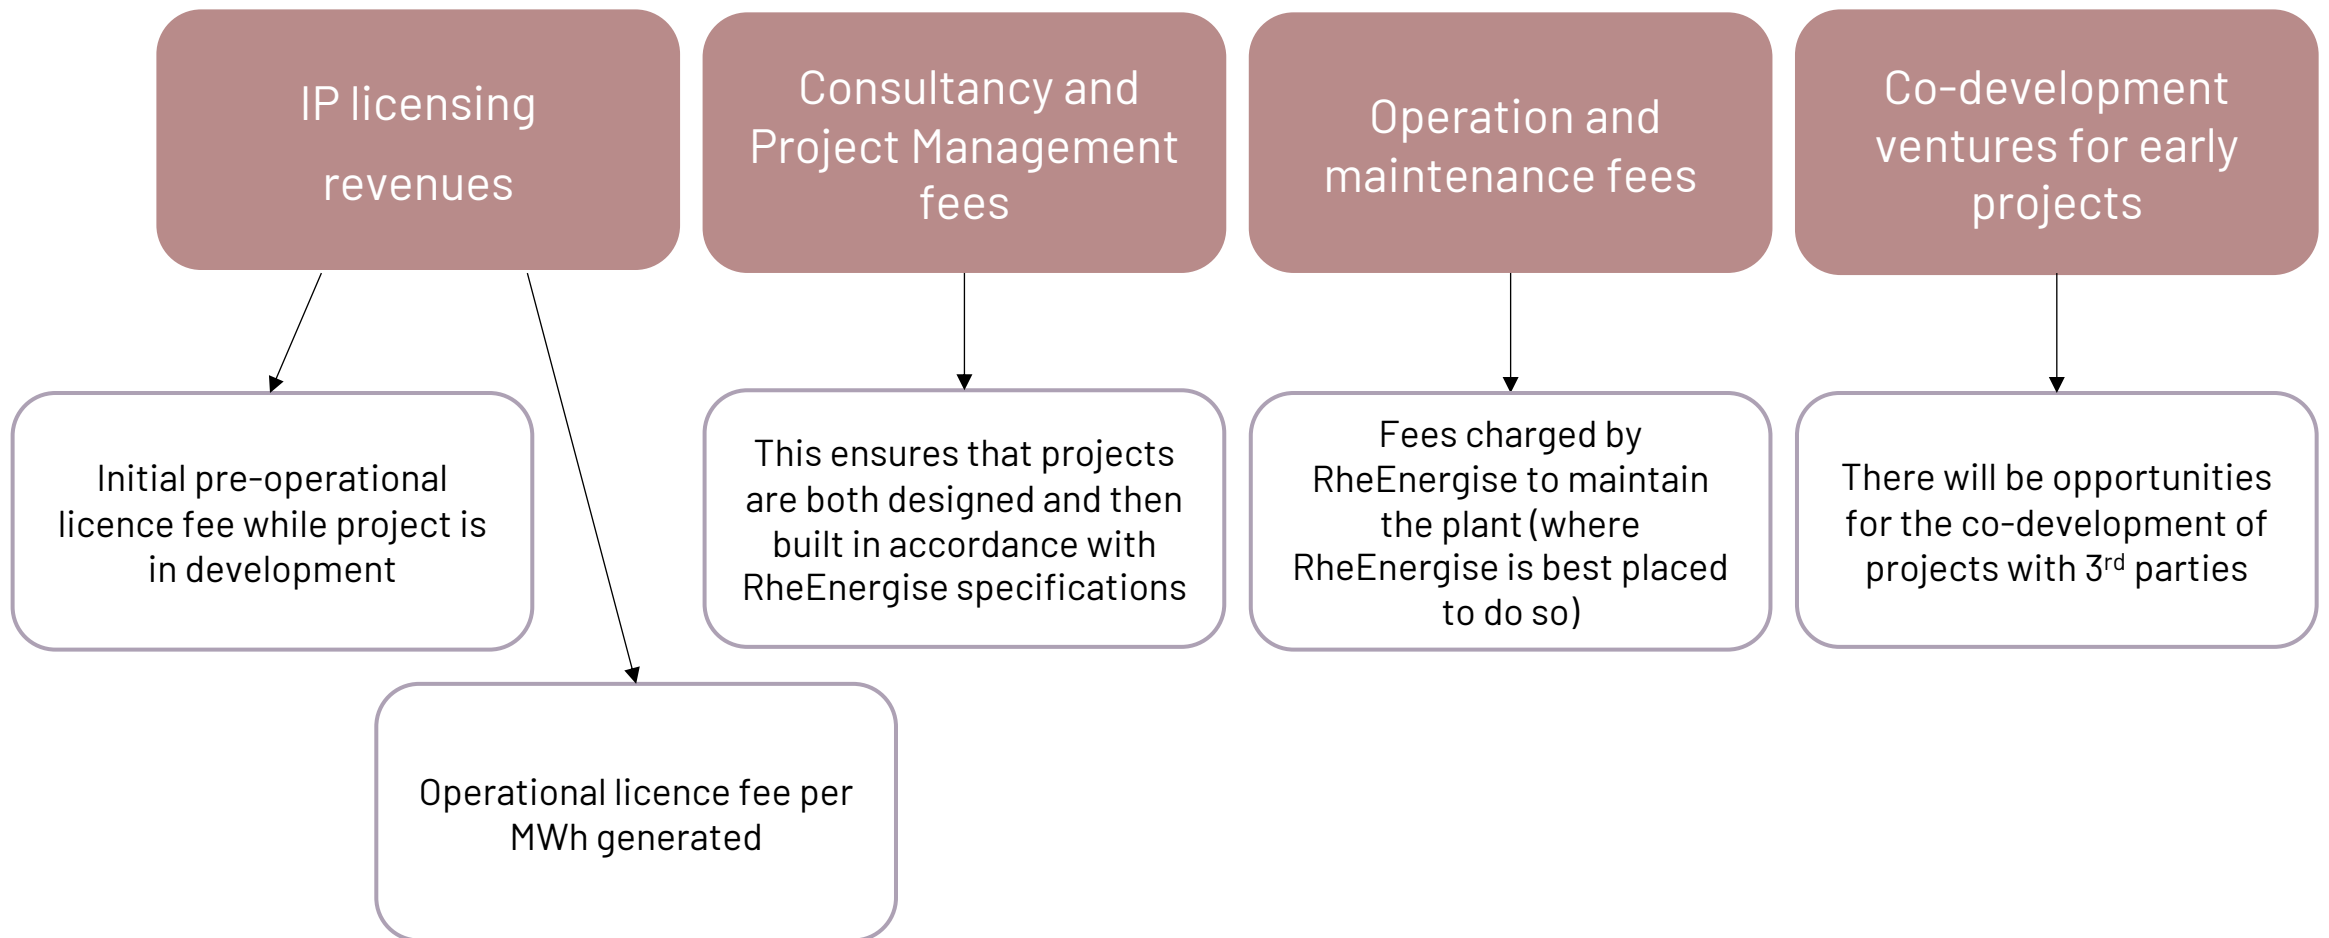 IP licensing
revenues
Consultancy and
Project Management
fees
Operation and
maintenance fees
Co-development
ventures for early
projects
Initial pre-operational
licence fee while project is
in development
Operational licence fee per
MWh generated
This ensures that projects
are both designed and then
built in accordance with
RheEnergise specifications
Fees charged by
RheEnergise to maintain
the plant (where
RheEnergise is best placed
to do so)
There will be opportunities
for the co-development of
projects with 3rd parties